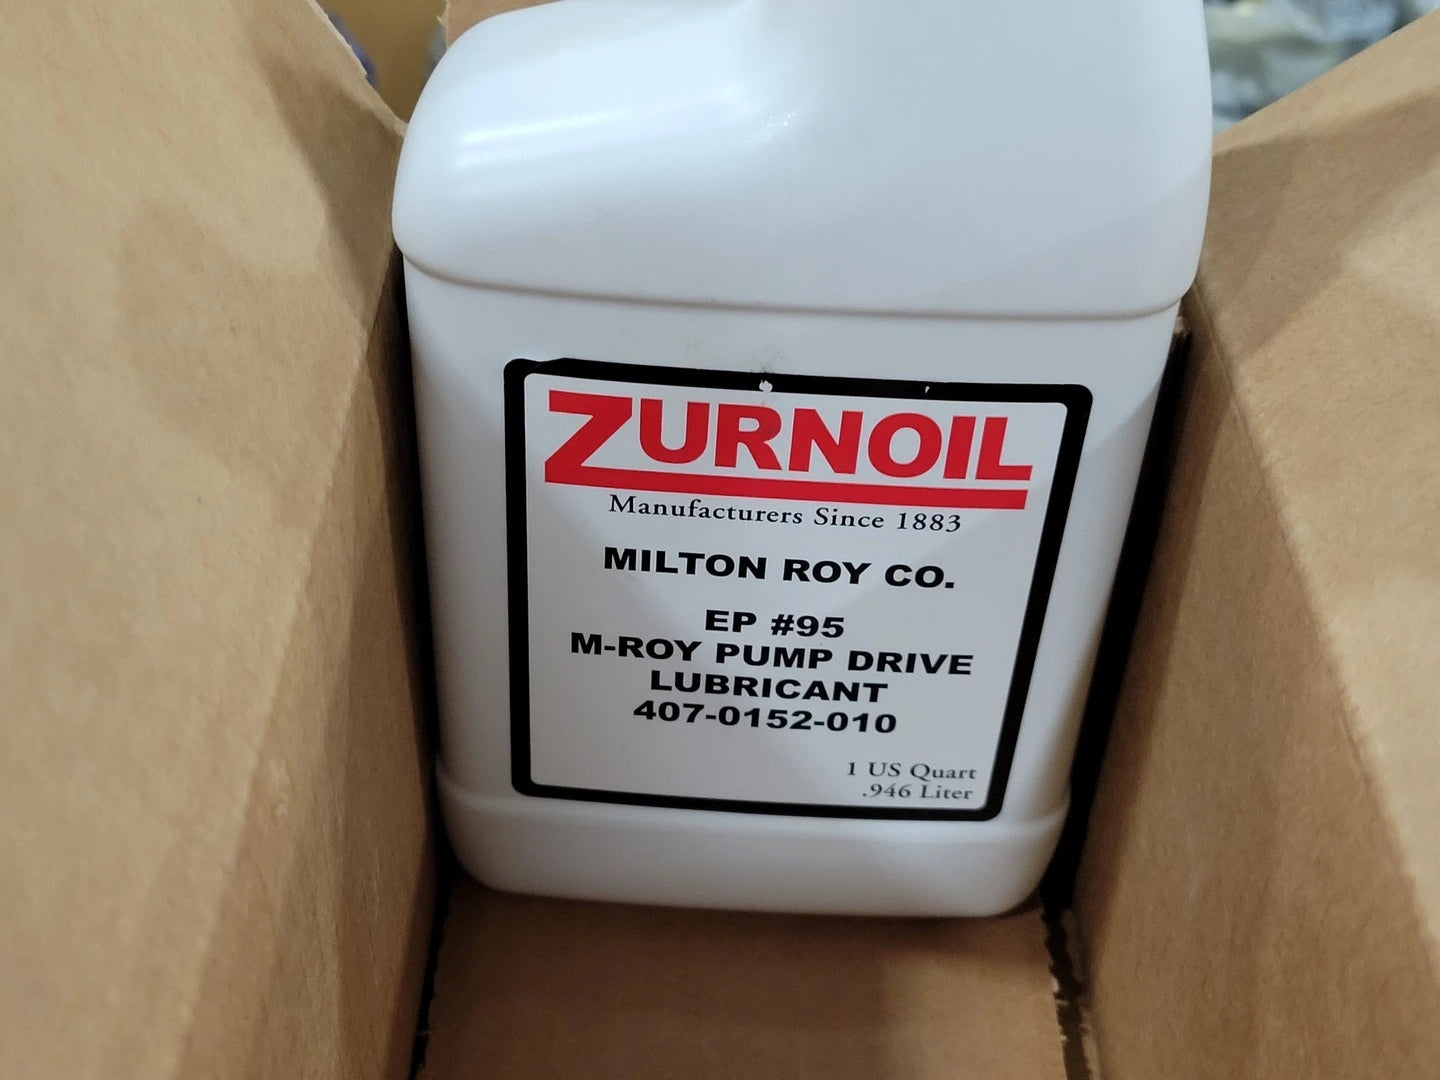 ZURNOIL
Manufacturers Since 1883
MILTON ROY CO.
EP #95
M-ROY PUMP DRIVE
LUBRICANT
407-0152-010
1 US Quart
.946 Liter